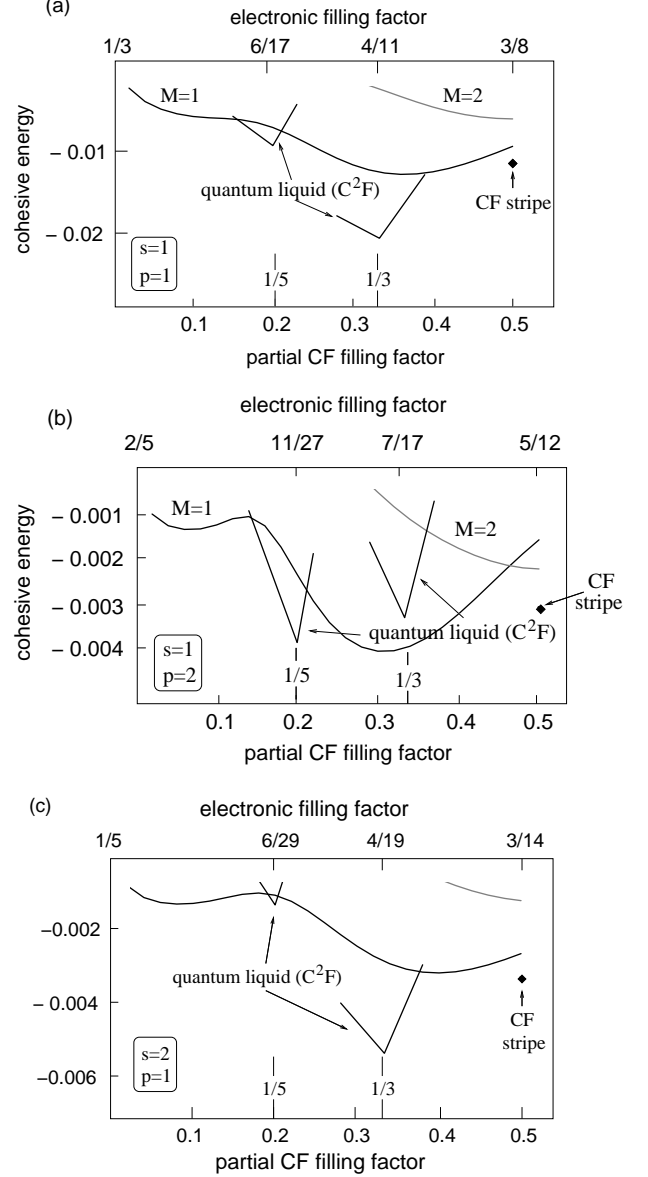 (a)
electronic filling factor
1/3 6/17 4/11 3/8
M=1 M=2
cohesive energy
− 0.01
quantum liquid (C²F)
CF stripe
− 0.02
s=1
p=1
1/5 1/3
0.1 0.2 0.3 0.4 0.5
partial CF filling factor
(b)
electronic filling factor
2/5 11/27 7/17 5/12
− 0.001
M=1
M=2
cohesive energy
− 0.002
CF
stripe
− 0.003
quantum liquid (C²F)
− 0.004
s=1
p=2
1/5 1/3
0.1 0.2 0.3 0.4 0.5
partial CF filling factor
(c)
electronic filling factor
1/5 6/29 4/19 3/14
−0.002
cohesive energy
quantum liquid (C²F)
− 0.004
CF
stripe
−0.006
s=2
p=1
1/5 1/3
0.1 0.2 0.3 0.4 0.5
partial CF filling factor